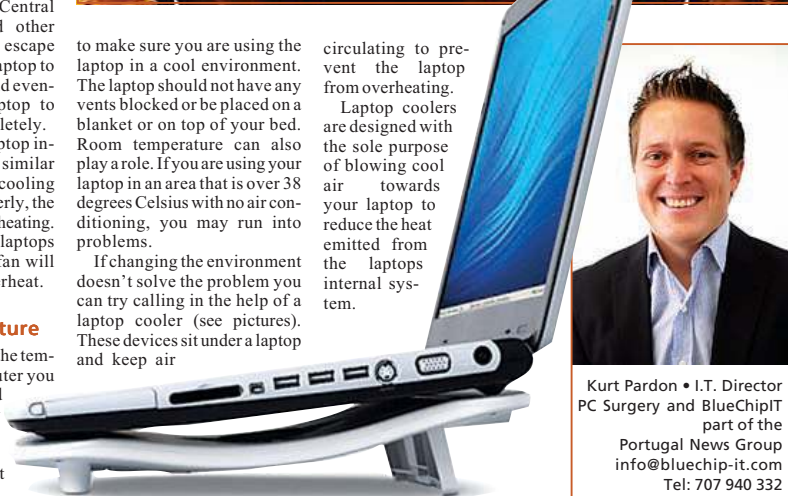 Central
other
escape
aptop to
d even-
ptop to
letely.
ptop in-
similar
cooling
erly, the
heating.
laptops
fan will
rheat.
ture
he tem-
uter you
t
to make sure you are using the
laptop in a cool environment.
The laptop should not have any
vents blocked or be placed on a
blanket or on top of your bed.
Room temperature can also
play a role. If you are using your
laptop in an area that is over 38
degrees Celsius with no air con-
ditioning, you may run into
problems.
If changing the environment
doesn’t solve the problem you
can try calling in the help of a
laptop cooler (see pictures).
These devices sit under a laptop
and keep air
circulating to pre-
vent the laptop
from overheating.
Laptop coolers
are designed with
the sole purpose
of blowing cool
air towards
your laptop to
reduce the heat
emitted from
the laptops
internal sys-
tem.
Kurt Pardon • I.T. Director
PC Surgery and BlueChipIT
part of the
Portugal News Group
info@bluechip-it.com
Tel: 707 940 332